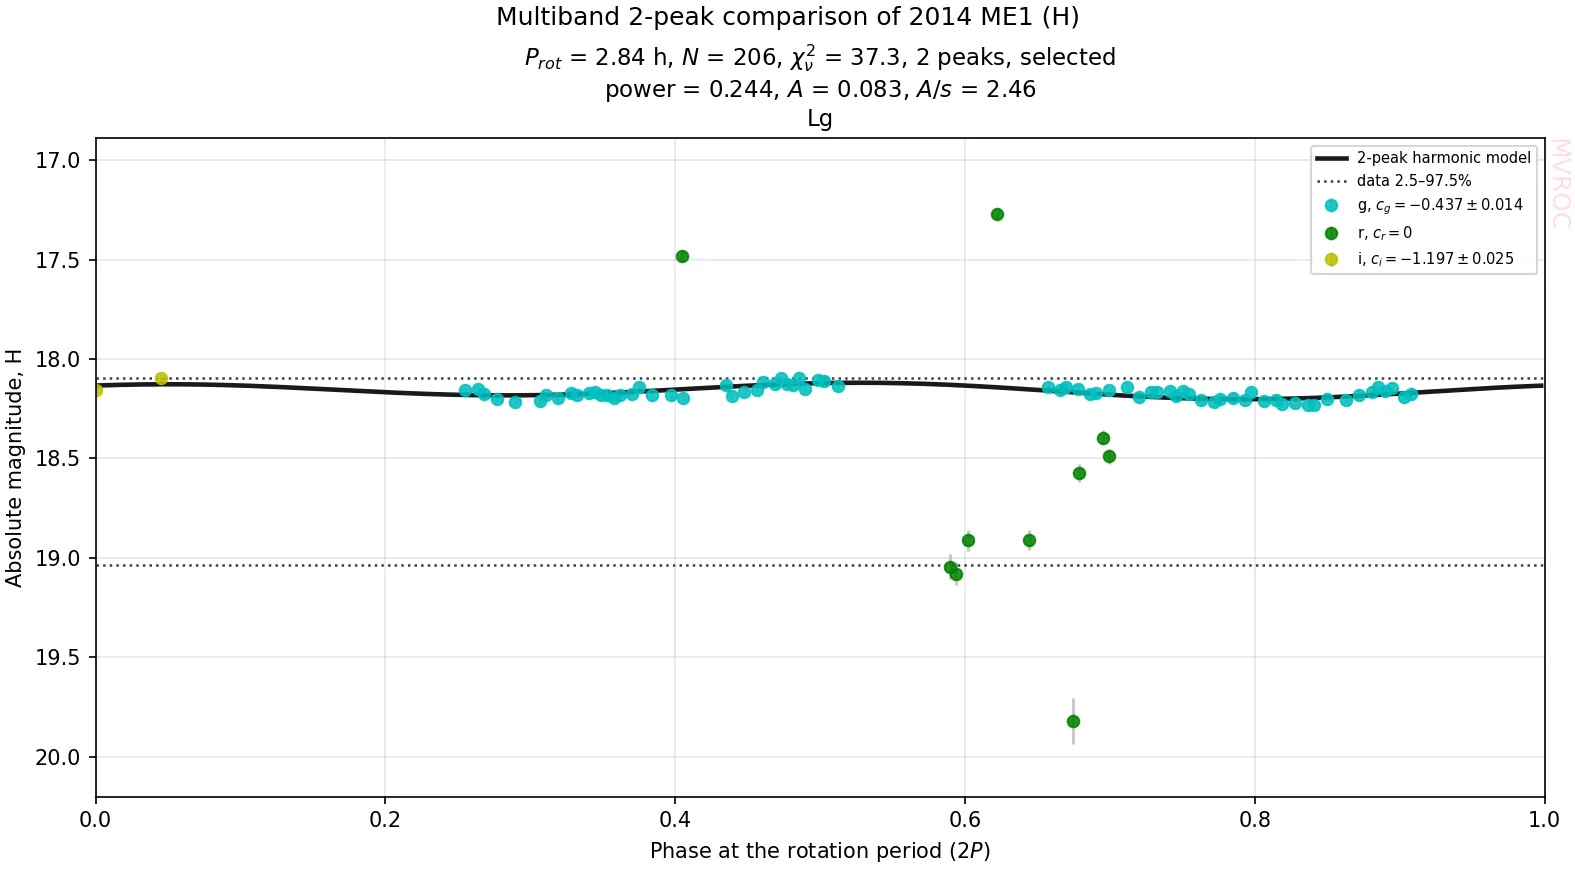 Multiband 2-peak comparison of 2014 ME1 (H)
P_rot = 2.84 h, N = 206, χ²_ν = 37.3, 2 peaks, selected
power = 0.244, A = 0.083, A/s = 2.46
Lg
MVROC
2-peak harmonic model
data 2.5–97.5%
g, c_g = −0.437 ± 0.014
r, c_r = 0
i, c_i = −1.197 ± 0.025
Absolute magnitude, H
17.0
17.5
18.0
18.5
19.0
19.5
20.0
0.0 0.2 0.4 0.6 0.8 1.0
Phase at the rotation period (2P)